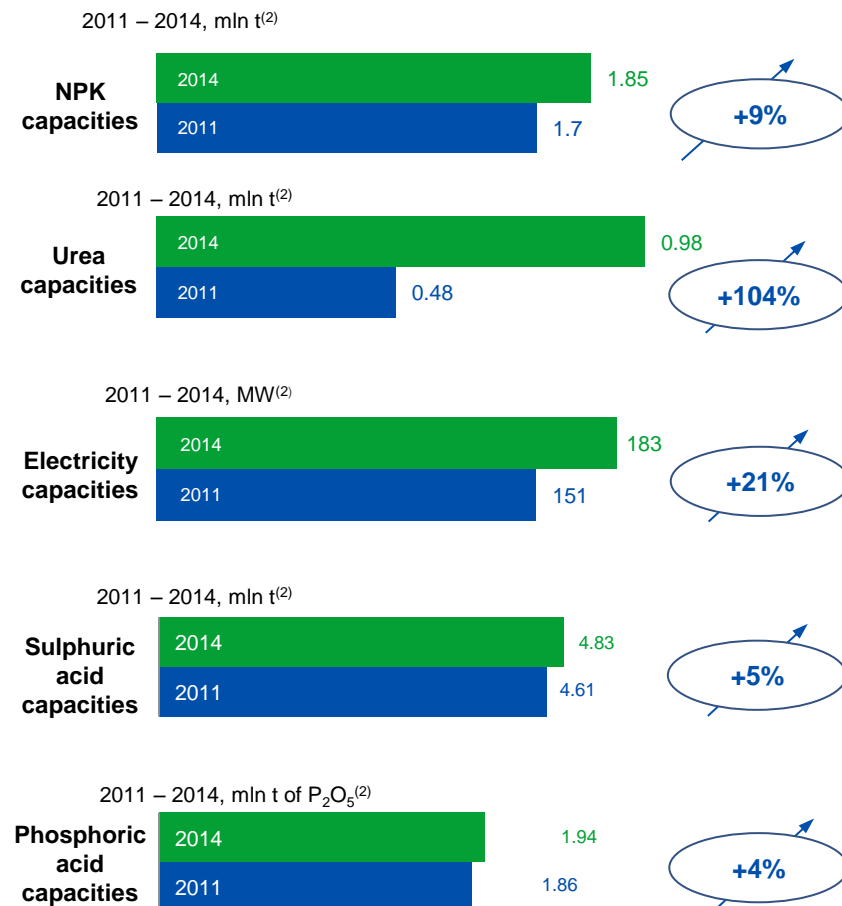 2011 – 2014, mln t(2)
NPK
capacities
2014
1.85
2011
1.7
+9%
2011 – 2014, mln t(2)
Urea
capacities
2014
0.98
2011
0.48
+104%
2011 – 2014, MW(2)
Electricity
capacities
2014
183
2011
151
+21%
2011 – 2014, mln t(2)
Sulphuric
acid
capacities
2014
4.83
2011
4.61
+5%
2011 – 2014, mln t of P2O5(2)
Phosphoric
acid
capacities
2014
1.94
2011
1.86
+4%